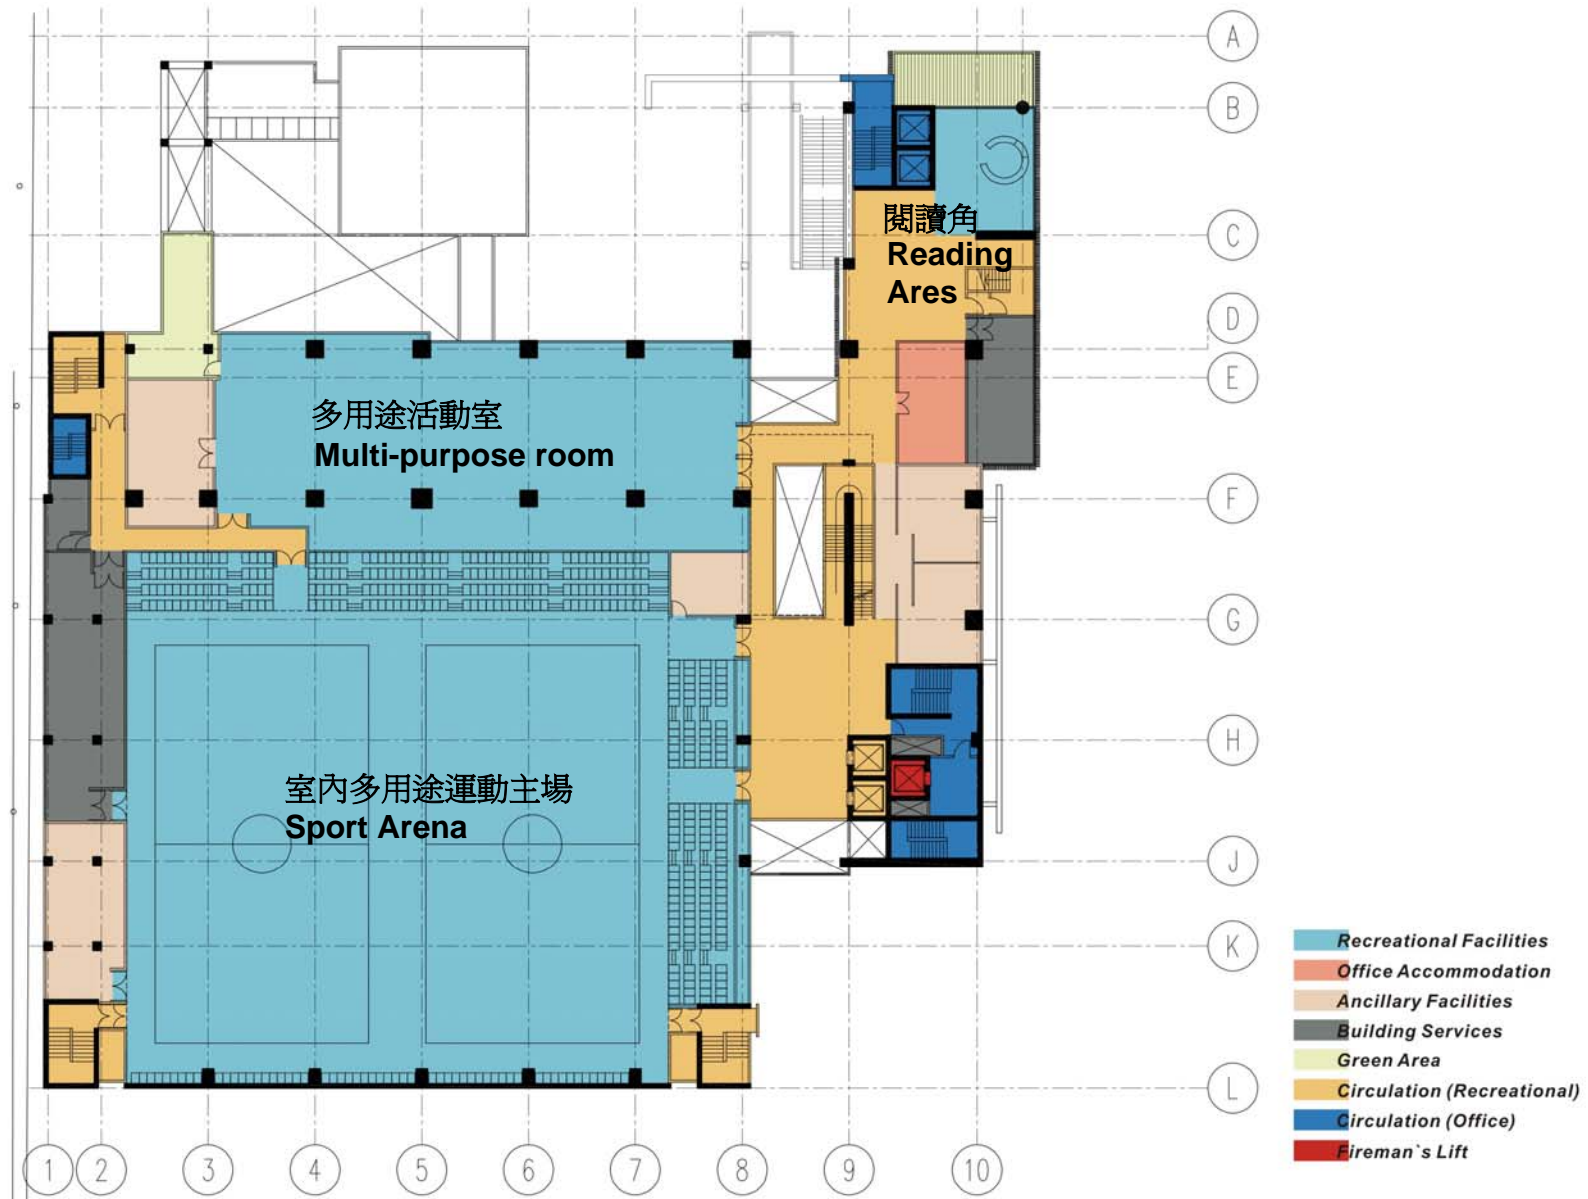 A
B
閱讀角
Reading
Ares
C
D
E
多用途活動室
Multi-purpose room
F
G
H
室內多用途運動主場
Sport Arena
J
K
L
Recreational Facilities
Office Accommodation
Ancillary Facilities
Building Services
Green Area
Circulation (Recreational)
Circulation (Office)
Fireman`s Lift
1 2 3 4 5 6 7 8 9 10